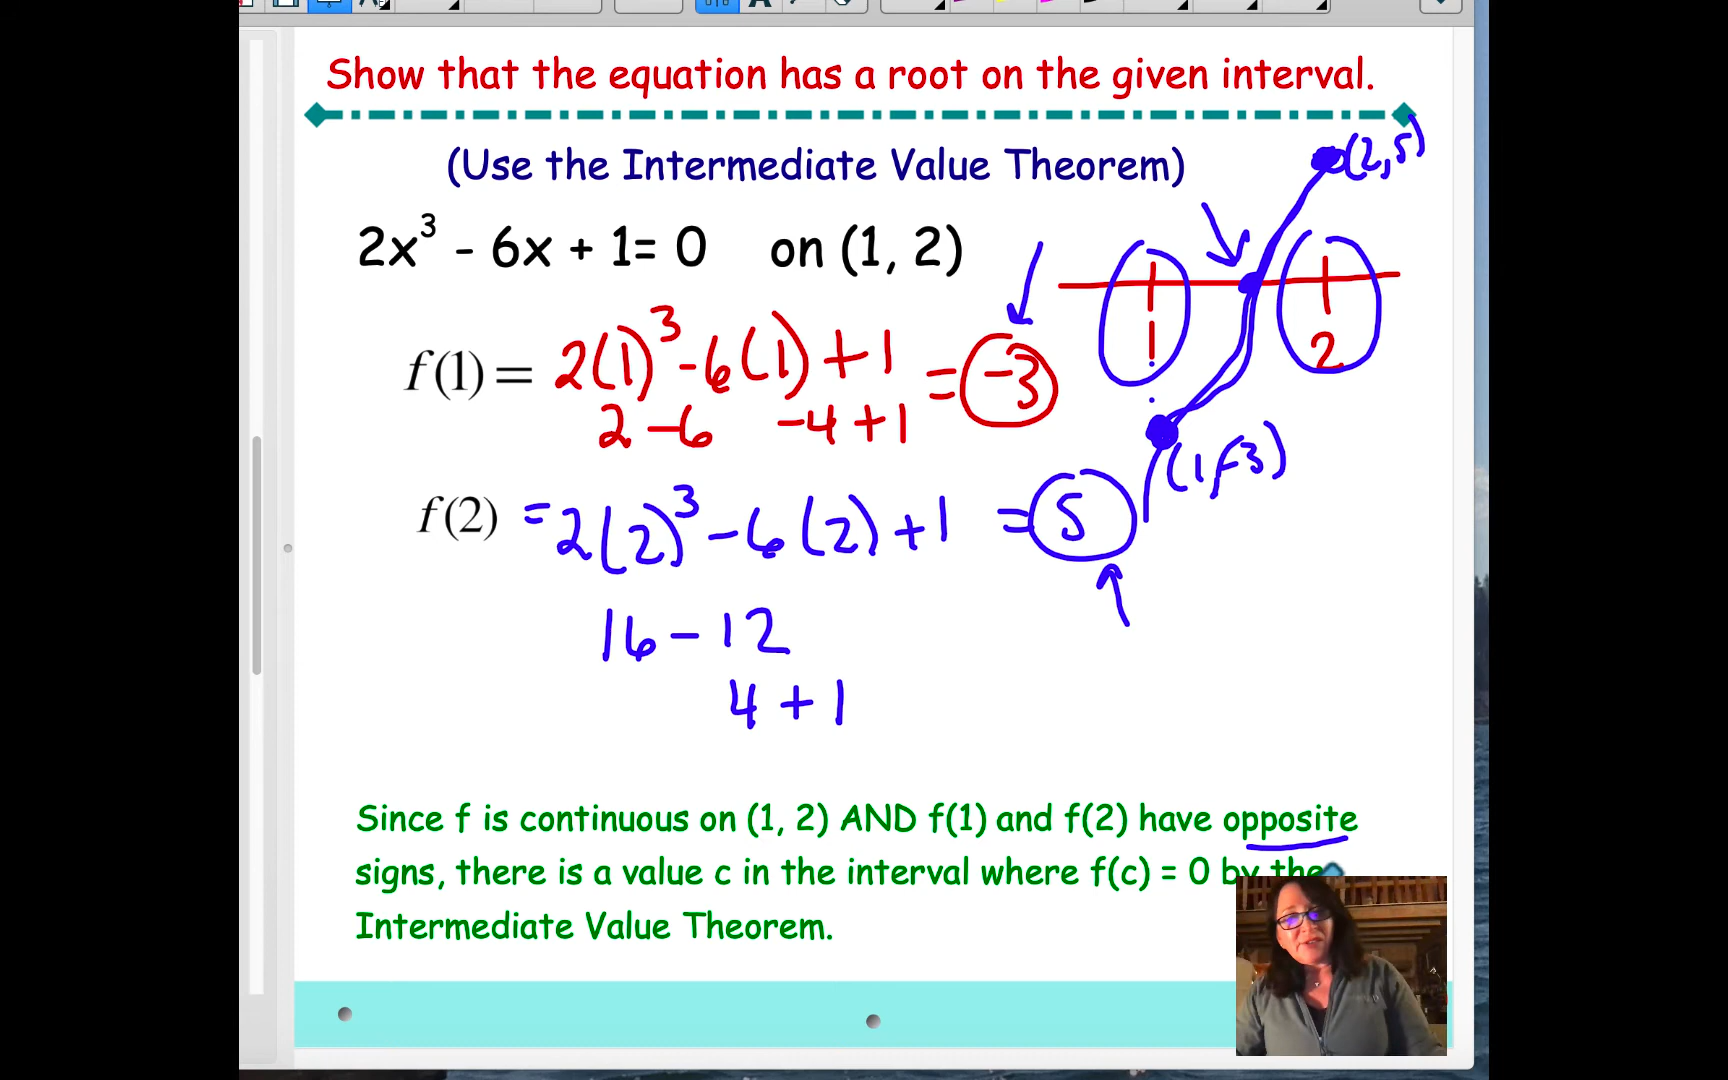 Show that the equation has a root on the given interval.
(Use the Intermediate Value Theorem)
(2,5)
2x³ - 6x + 1= 0 on (1, 2)
1 2
f(1) = 2(1)³ -6(1) +1 = -3
2 -6 -4 +1
(1,-3)
f(2) = 2(2)³ - 6(2) +1 = 5
16 - 12
4 + 1
Since f is continuous on (1, 2) AND f(1) and f(2) have opposite
signs, there is a value c in the interval where f(c) = 0 by the
Intermediate Value Theorem.